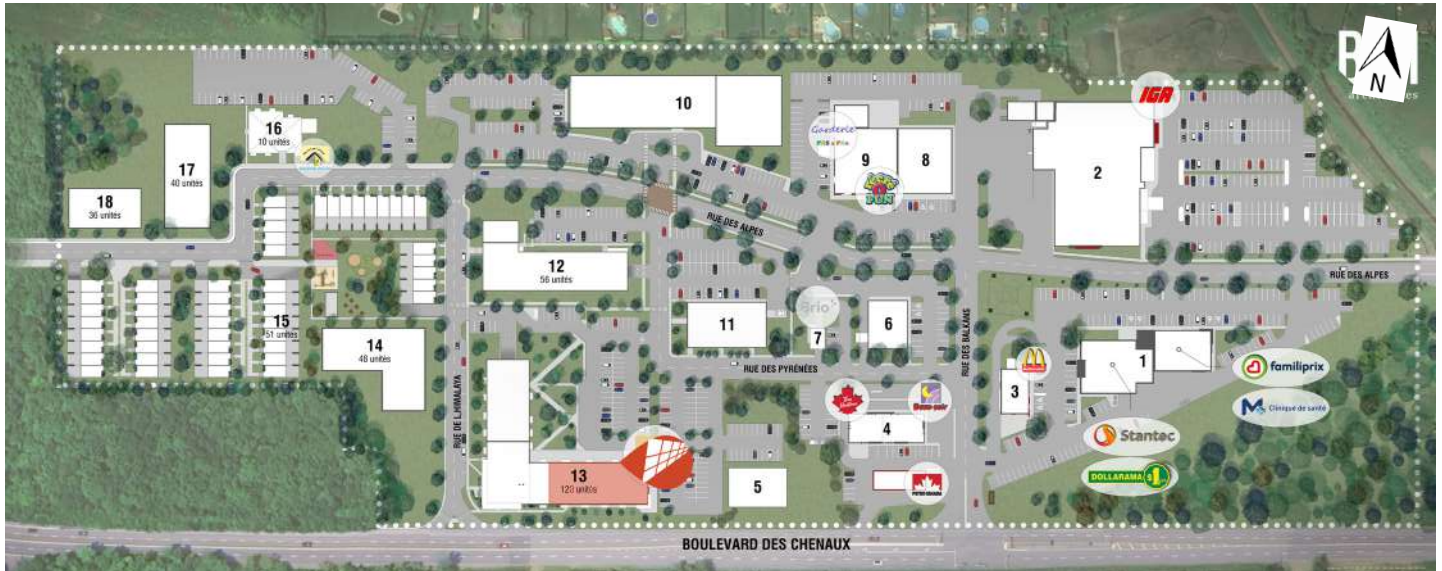 N
IGA
10
16
10 unités
17
40 unités
18
36 unités
Garderie
9
8
2
RUE DES ALPES
12
56 unités
RUE DES ALPES
15
51 unités
14
48 unités
11
Brio
7
6
RUE DES BALKANS
RUE DES PYRÉNÉES
RUE DE L'HIMALAYA
3
1
familiprix
Clinique de santé
Stantec
DOLLARAMA $1
4
13
123 unités
5
PETRO-CANADA
BOULEVARD DES CHENAUX